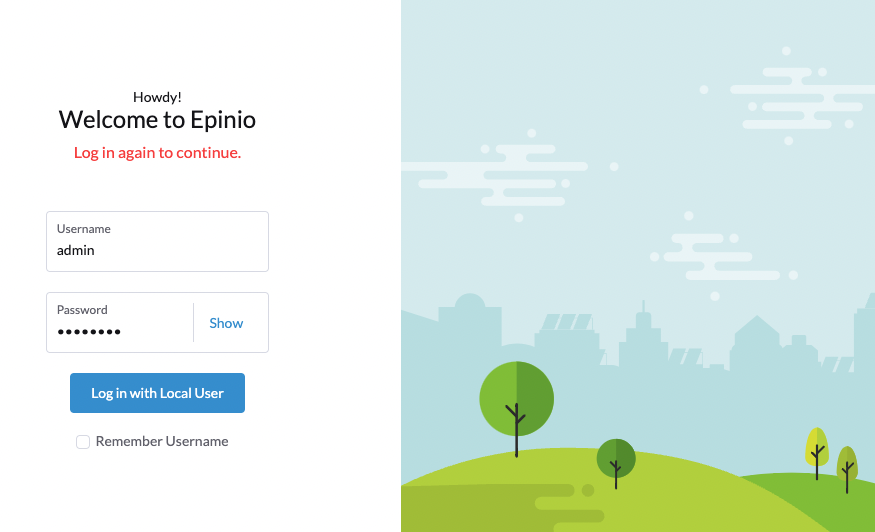 Howdy!
Welcome to Epinio
Log in again to continue.
Username
admin
Password
••••••••
Show
Log in with Local User
Remember Username